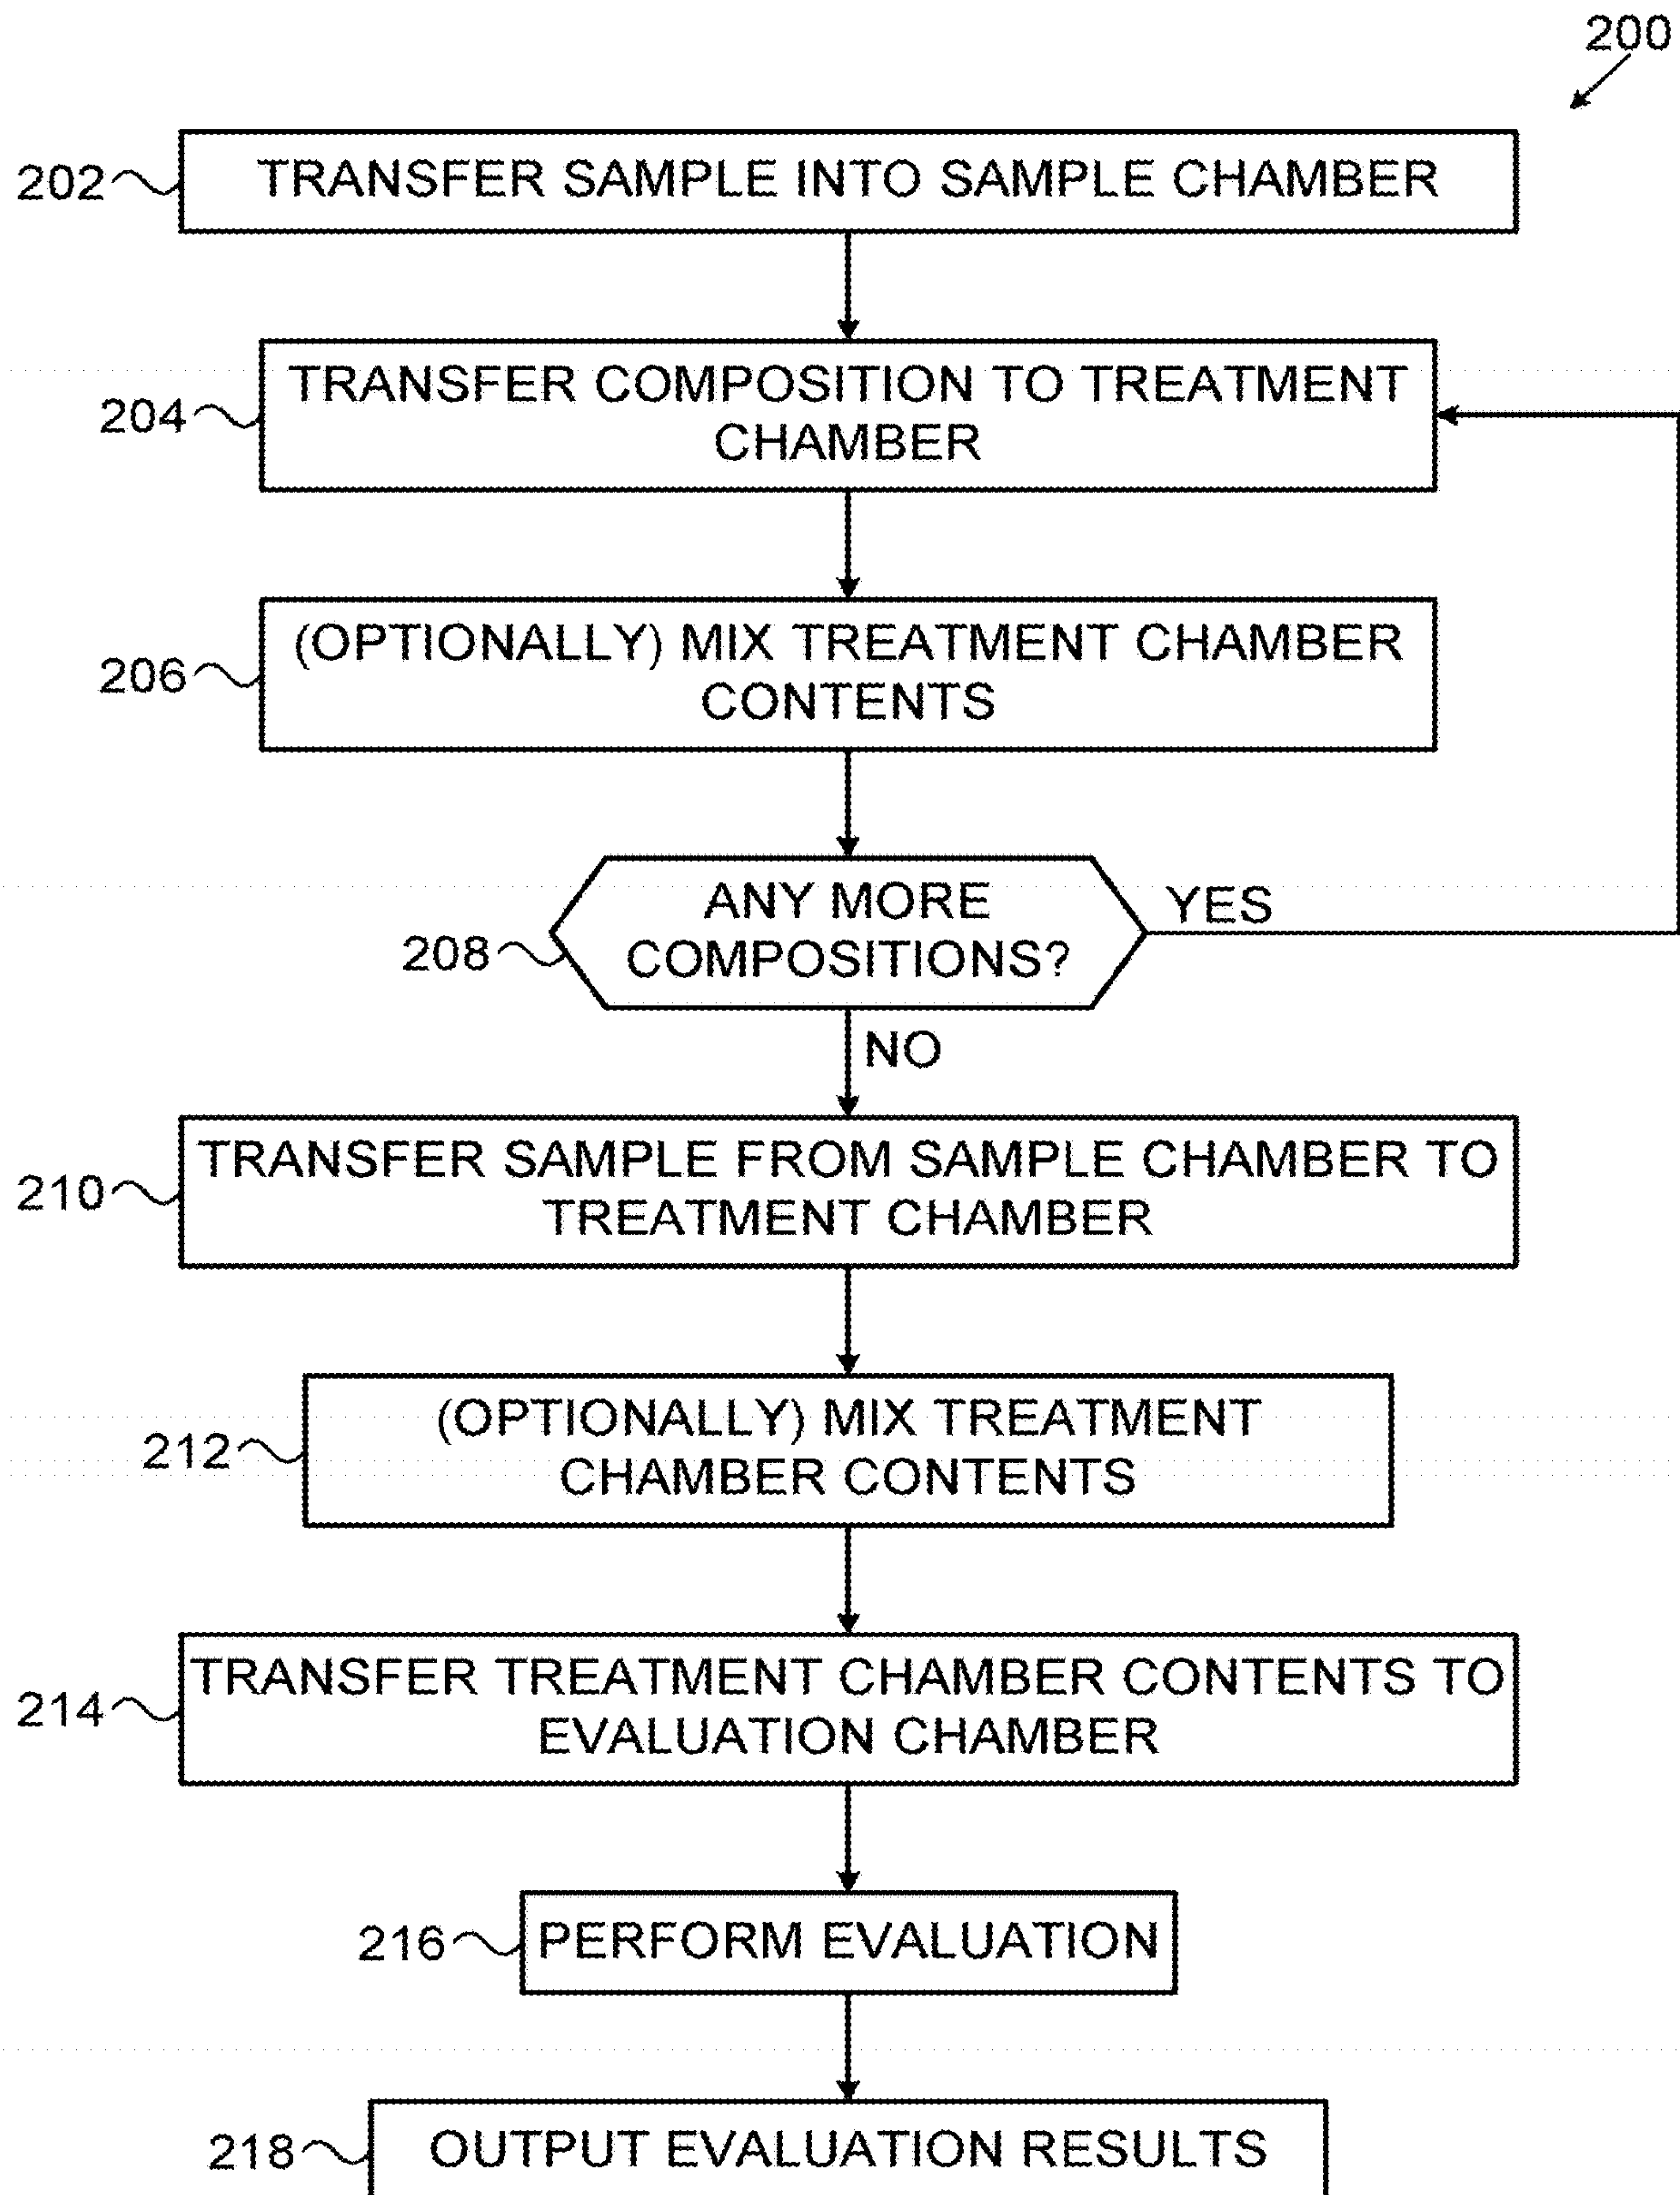 200
202
TRANSFER SAMPLE INTO SAMPLE CHAMBER
204
TRANSFER COMPOSITION TO TREATMENT
CHAMBER
206
(OPTIONALLY) MIX TREATMENT CHAMBER
CONTENTS
208
ANY MORE
COMPOSITIONS?
YES
NO
210
TRANSFER SAMPLE FROM SAMPLE CHAMBER TO
TREATMENT CHAMBER
212
(OPTIONALLY) MIX TREATMENT
CHAMBER CONTENTS
214
TRANSFER TREATMENT CHAMBER CONTENTS TO
EVALUATION CHAMBER
216
PERFORM EVALUATION
218
OUTPUT EVALUATION RESULTS